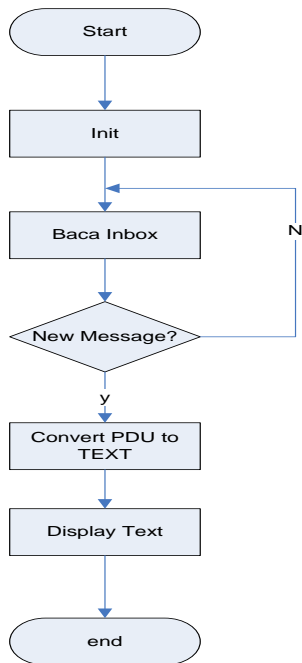 Start
Init
Baca Inbox
N
New Message?
y
Convert PDU to
TEXT
Display Text
end